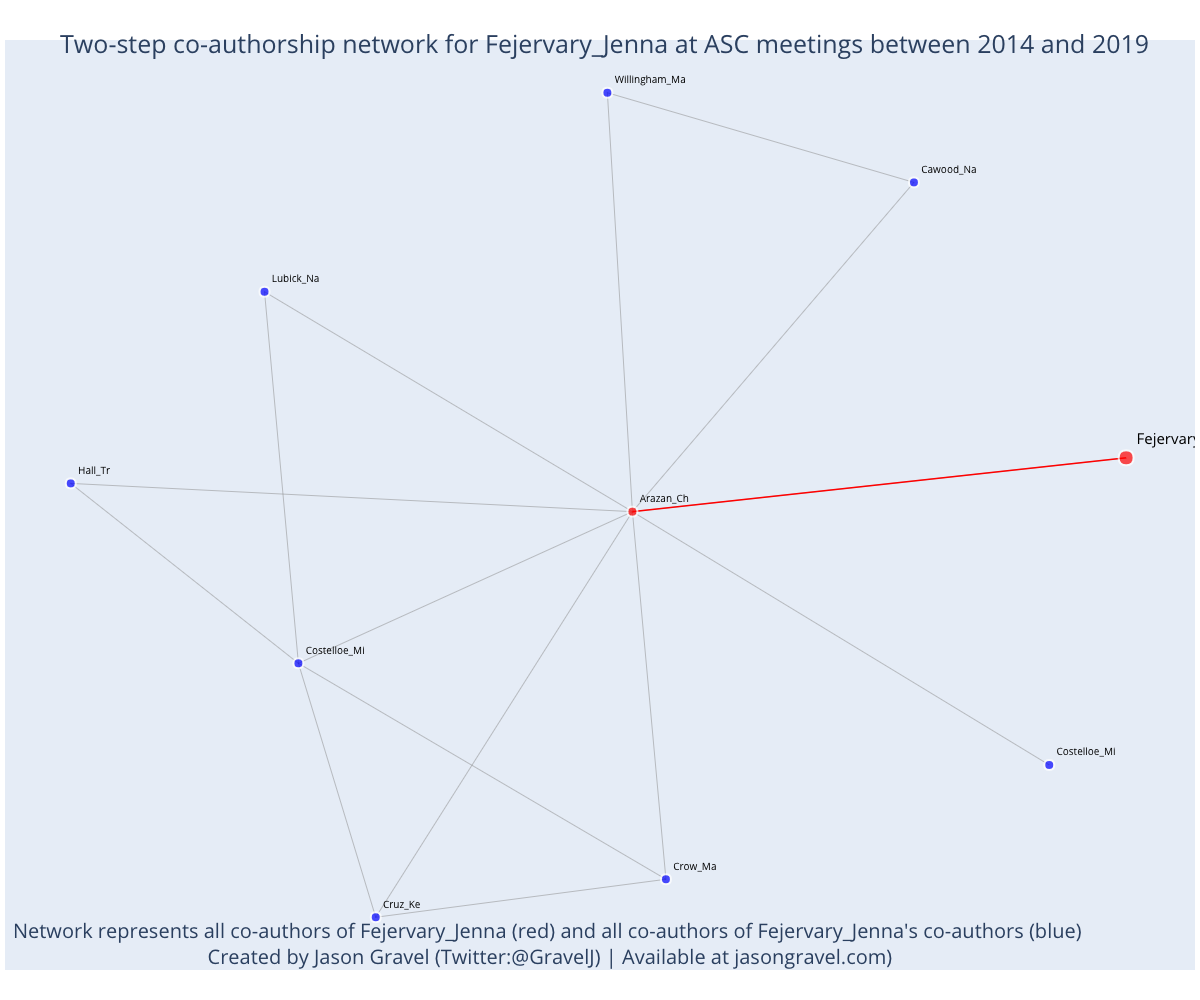 Two-step co-authorship network for Fejervary_Jenna at ASC meetings between 2014 and 2019
Willingham_Ma
Cawood_Na
Lubick_Na
Fejervary
Hall_Tr
Arazan_Ch
Costelloe_Mi
Costelloe_Mi
Crow_Ma
Cruz_Ke
Network represents all co-authors of Fejervary_Jenna (red) and all co-authors of Fejervary_Jenna's co-authors (blue)
Created by Jason Gravel (Twitter:@GravelJ) | Available at jasongravel.com)